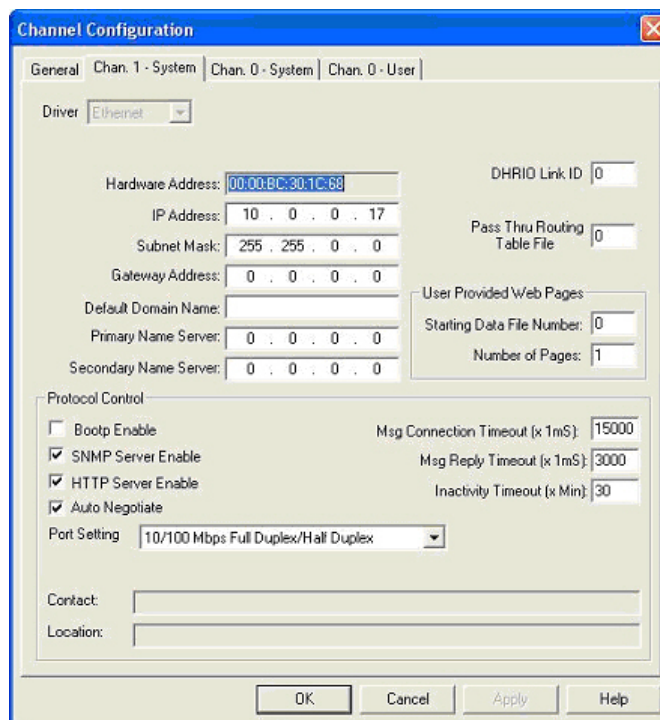 Channel Configuration
General Chan. 1 - System Chan. 0 - System Chan. 0 - User
Driver Ethernet
Hardware Address: 00:00:BC:30:1C:68
IP Address: 10 . 0 . 0 . 17
Subnet Mask: 255 . 255 . 0 . 0
Gateway Address: 0 . 0 . 0 . 0
Default Domain Name:
Primary Name Server: 0 . 0 . 0 . 0
Secondary Name Server: 0 . 0 . 0 . 0
DHRIO Link ID 0
Pass Thru Routing
Table File 0
User Provided Web Pages
Starting Data File Number: 0
Number of Pages: 1
Protocol Control
Bootp Enable
SNMP Server Enable
HTTP Server Enable
Auto Negotiate
Port Setting 10/100 Mbps Full Duplex/Half Duplex
Msg Connection Timeout (x 1mS): 15000
Msg Reply Timeout (x 1mS): 3000
Inactivity Timeout (x Min): 30
Contact:
Location:
OK Cancel Apply Help